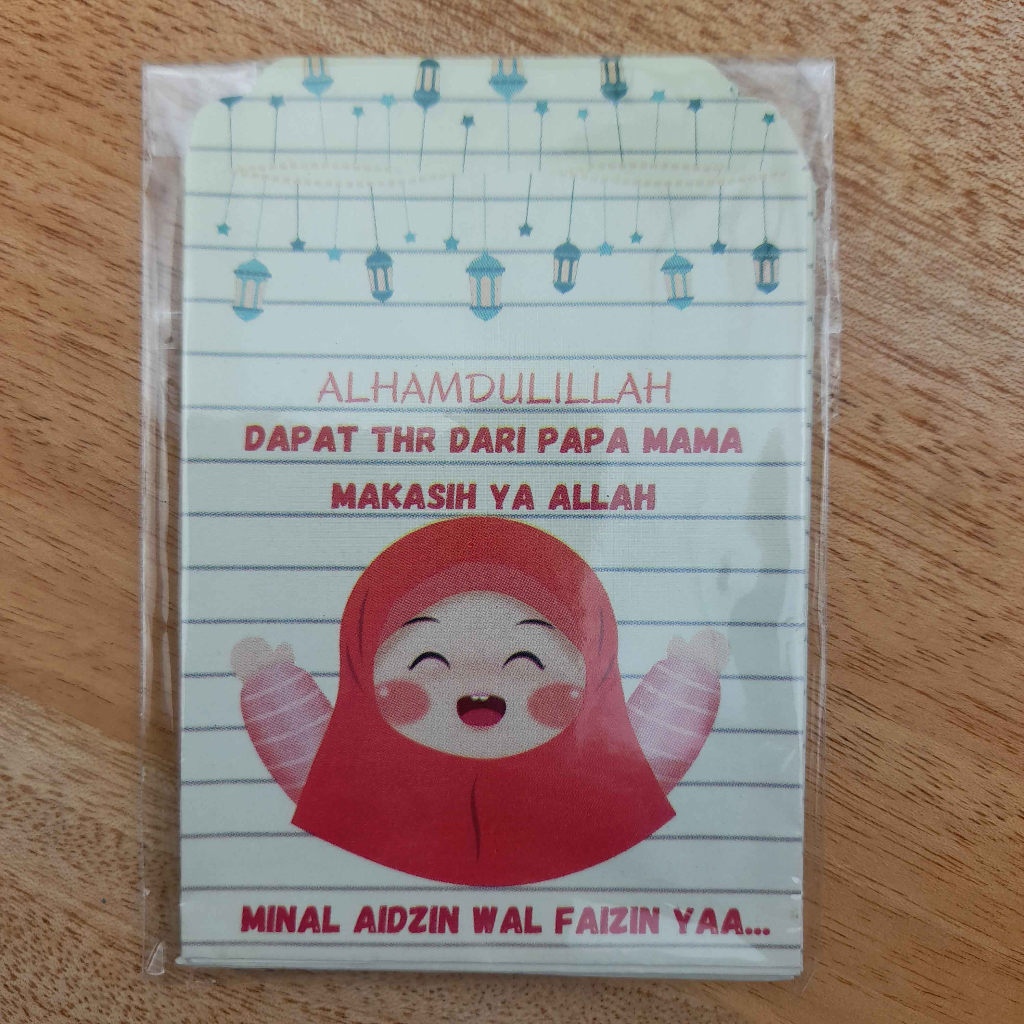 ALHAMDULILLAH
DAPAT THR DARI PAPA MAMA
MAKASIH YA ALLAH
MINAL AIDZIN WAL FAIZIN YAA...